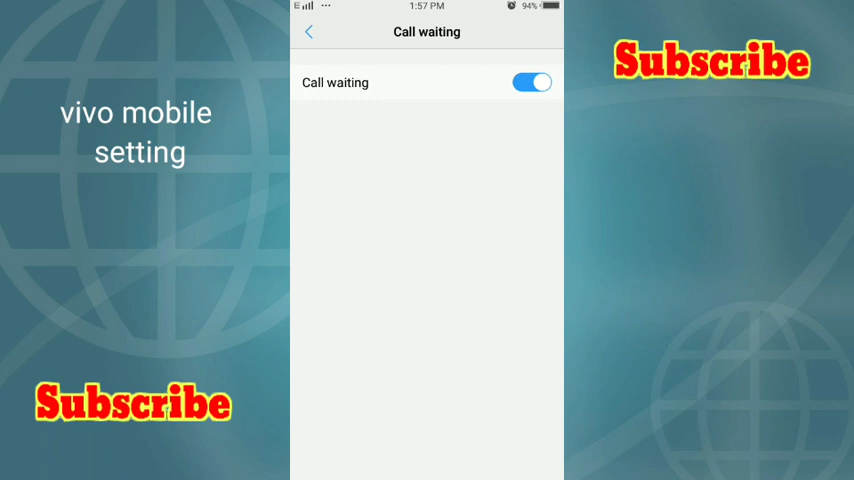 vivo mobile
setting
Subscribe
E 1:57 PM 94%
Call waiting
Call waiting
Subscribe